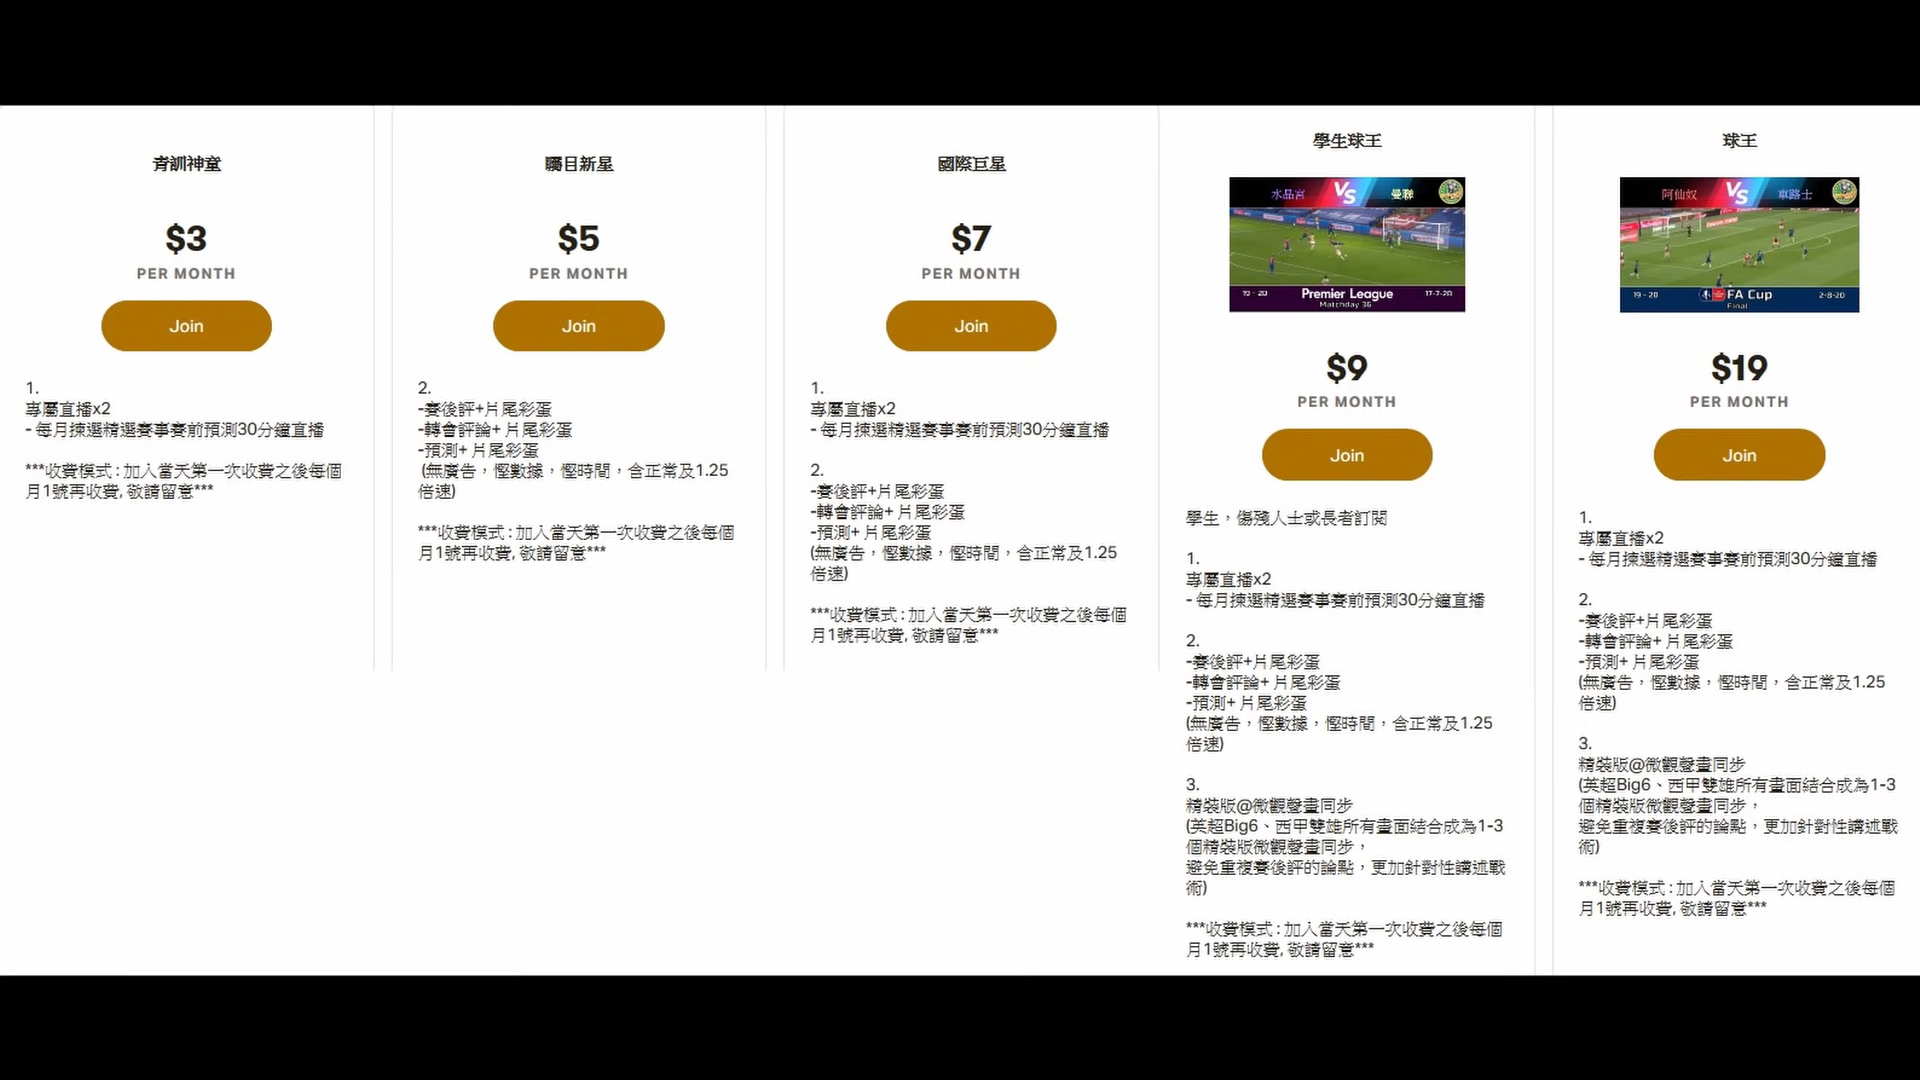 青訓神童
$3
PER MONTH
Join
1.
專屬直播x2
- 每月揀選精選賽事賽前預測30分鐘直播
***收費模式 : 加入當天第一次收費之後每個
月1號再收費, 敬請留意***
矚目新星
$5
PER MONTH
Join
2.
-賽後評+片尾彩蛋
-轉會評論+ 片尾彩蛋
-預測+ 片尾彩蛋
(無廣告，慳數據，慳時間，含正常及1.25
倍速)
***收費模式 : 加入當天第一次收費之後每個
月1號再收費, 敬請留意***
國際巨星
$7
PER MONTH
Join
1.
專屬直播x2
- 每月揀選精選賽事賽前預測30分鐘直播
2.
-賽後評+片尾彩蛋
-轉會評論+ 片尾彩蛋
-預測+ 片尾彩蛋
(無廣告，慳數據，慳時間，含正常及1.25
倍速)
***收費模式 : 加入當天第一次收費之後每個
月1號再收費, 敬請留意***
學生球王
水晶宮 VS 曼聯
19 - 20 Premier League 17-7-20
Matchday 36
$9
PER MONTH
Join
學生，傷殘人士或長者訂閱
1.
專屬直播x2
- 每月揀選精選賽事賽前預測30分鐘直播
2.
-賽後評+片尾彩蛋
-轉會評論+ 片尾彩蛋
-預測+ 片尾彩蛋
(無廣告，慳數據，慳時間，含正常及1.25
倍速)
3.
精裝版@微觀聲畫同步
(英超Big6、西甲雙雄所有畫面結合成為1-3
個精裝版微觀聲畫同步，
避免重複賽後評的論點，更加針對性講述戰
術)
***收費模式 : 加入當天第一次收費之後每個
月1號再收費, 敬請留意***
球王
阿仙奴 VS 車路士
19 - 20 FA Cup 2-8-20
Final
$19
PER MONTH
Join
1.
專屬直播x2
- 每月揀選精選賽事賽前預測30分鐘直播
2.
-賽後評+片尾彩蛋
-轉會評論+ 片尾彩蛋
-預測+ 片尾彩蛋
(無廣告，慳數據，慳時間，含正常及1.25
倍速)
3.
精裝版@微觀聲畫同步
(英超Big6、西甲雙雄所有畫面結合成為1-3
個精裝版微觀聲畫同步，
避免重複賽後評的論點，更加針對性講述戰
術)
***收費模式 : 加入當天第一次收費之後每個
月1號再收費, 敬請留意***